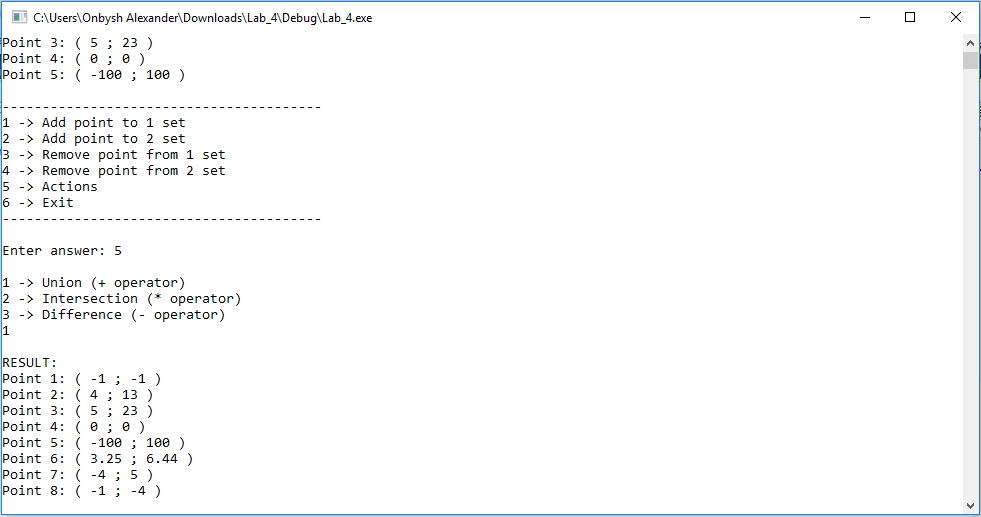 C:\Users\Onbysh Alexander\Downloads\Lab_4\Debug\Lab_4.exe
Point 3: ( 5 ; 23 )
Point 4: ( 0 ; 0 )
Point 5: ( -100 ; 100 )
----------------------------------------
1 -> Add point to 1 set
2 -> Add point to 2 set
3 -> Remove point from 1 set
4 -> Remove point from 2 set
5 -> Actions
6 -> Exit
----------------------------------------
Enter answer: 5
1 -> Union (+ operator)
2 -> Intersection (* operator)
3 -> Difference (- operator)
1
RESULT:
Point 1: ( -1 ; -1 )
Point 2: ( 4 ; 13 )
Point 3: ( 5 ; 23 )
Point 4: ( 0 ; 0 )
Point 5: ( -100 ; 100 )
Point 6: ( 3.25 ; 6.44 )
Point 7: ( -4 ; 5 )
Point 8: ( -1 ; -4 )